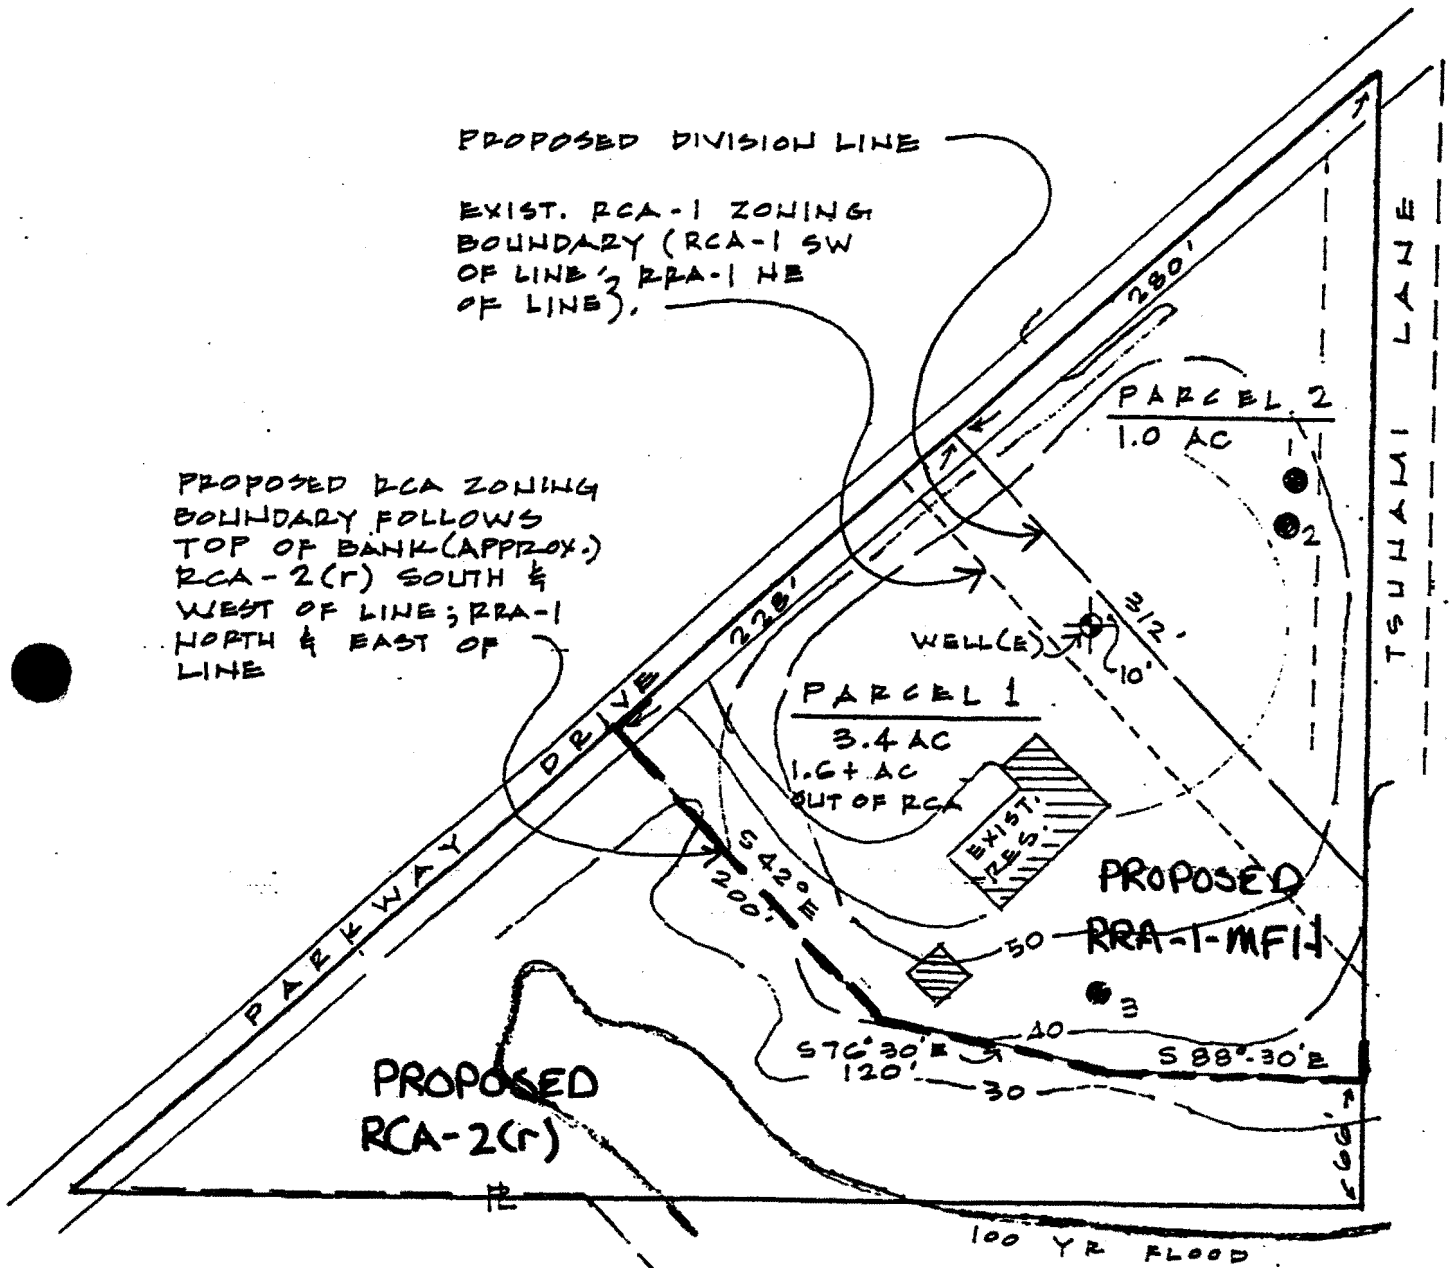 PROPOSED DIVISION LINE
EXIST. RCA-1 ZONING
BOUNDARY (RCA-1 SW
OF LINE; RRA-1 NE
OF LINE).
280'
TSUNAMI LANE
PARCEL 2
1.0 AC
PROPOSED RCA ZONING
BOUNDARY FOLLOWS
TOP OF BANK (APPROX.)
RCA-2(r) SOUTH &
WEST OF LINE; RRA-1
NORTH & EAST OF
LINE
1
2
228'
312'
WELL(E)
10'
PARCEL 1
3.4 AC
1.6+ AC
OUT OF RCA
EXIST.
RES.
PARKWAY DRIVE
S 42° E
200'
PROPOSED
RRA-1-MFH
50
3
40
S 76° 30' E
120'
S 88°-30' E
30
PROPOSED
RCA-2(r)
66'
PL
100 YR FLOOD